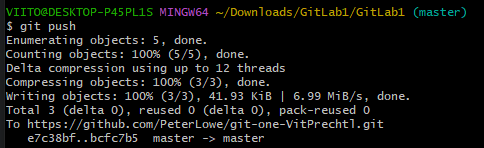 VIITO@DESKTOP-P45PL1S MINGW64 ~/Downloads/GitLab1/GitLab1 (master)
$ git push
Enumerating objects: 5, done.
Counting objects: 100% (5/5), done.
Delta compression using up to 12 threads
Compressing objects: 100% (3/3), done.
Writing objects: 100% (3/3), 41.93 KiB | 6.99 MiB/s, done.
Total 3 (delta 0), reused 0 (delta 0), pack-reused 0
To https://github.com/PeterLowe/git-one-VitPrechtl.git
   e7c38bf..bcfc7b5  master -> master